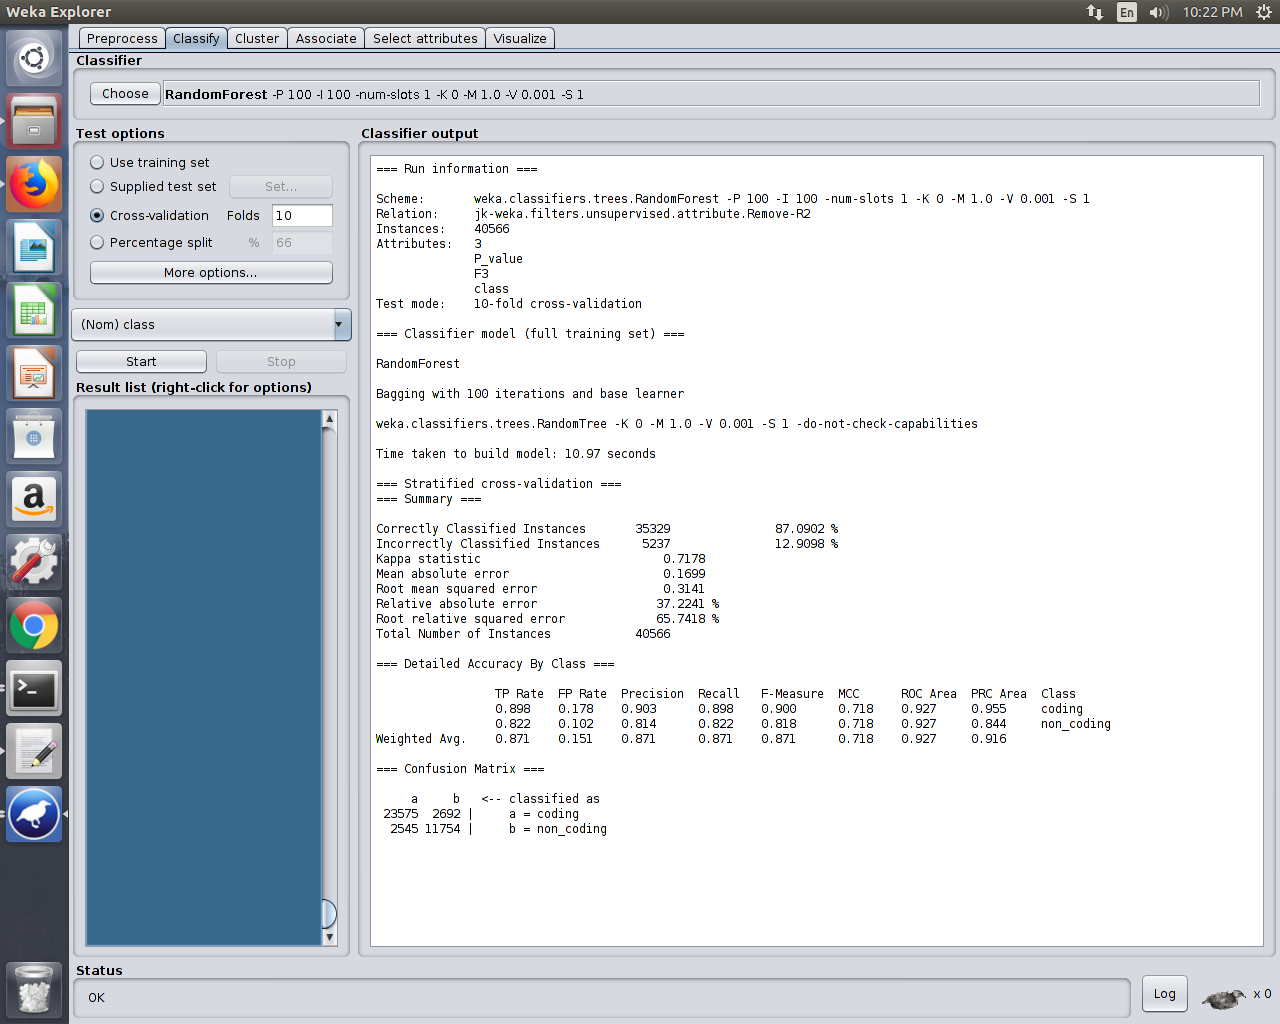 Weka Explorer
En
10:22 PM
Preprocess Classify Cluster Associate Select attributes Visualize
Classifier
Choose RandomForest -P 100 -I 100 -num-slots 1 -K 0 -M 1.0 -V 0.001 -S 1
Test options
Use training set
Supplied test set Set...
Cross-validation Folds 10
Percentage split % 66
More options...
(Nom) class
Start Stop
Result list (right-click for options)
Classifier output
=== Run information ===
Scheme: weka.classifiers.trees.RandomForest -P 100 -I 100 -num-slots 1 -K 0 -M 1.0 -V 0.001 -S 1
Relation: jk-weka.filters.unsupervised.attribute.Remove-R2
Instances: 40566
Attributes: 3
P_value
F3
class
Test mode: 10-fold cross-validation
=== Classifier model (full training set) ===
RandomForest
Bagging with 100 iterations and base learner
weka.classifiers.trees.RandomTree -K 0 -M 1.0 -V 0.001 -S 1 -do-not-check-capabilities
Time taken to build model: 10.97 seconds
=== Stratified cross-validation ===
=== Summary ===
Correctly Classified Instances 35329 87.0902 %
Incorrectly Classified Instances 5237 12.9098 %
Kappa statistic 0.7178
Mean absolute error 0.1699
Root mean squared error 0.3141
Relative absolute error 37.2241 %
Root relative squared error 65.7418 %
Total Number of Instances 40566
=== Detailed Accuracy By Class ===
TP Rate FP Rate Precision Recall F-Measure MCC ROC Area PRC Area Class
0.898 0.178 0.903 0.898 0.900 0.718 0.927 0.955 coding
0.822 0.102 0.814 0.822 0.818 0.718 0.927 0.844 non_coding
Weighted Avg. 0.871 0.151 0.871 0.871 0.871 0.718 0.927 0.916
=== Confusion Matrix ===
a b <-- classified as
23575 2692 | a = coding
2545 11754 | b = non_coding
Status
OK
Log
x 0